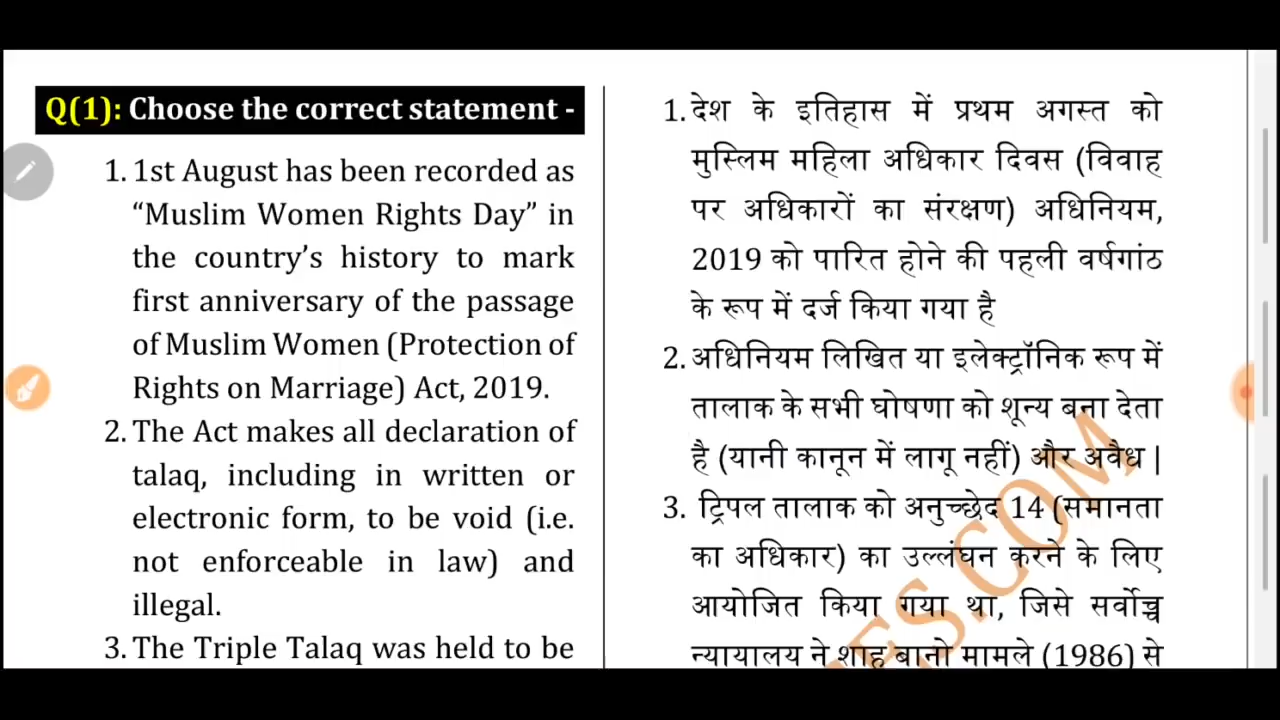 Q(1): Choose the correct statement -
1. 1st August has been recorded as
“Muslim Women Rights Day” in
the country’s history to mark
first anniversary of the passage
of Muslim Women (Protection of
Rights on Marriage) Act, 2019.
2. The Act makes all declaration of
talaq, including in written or
electronic form, to be void (i.e.
not enforceable in law) and
illegal.
3. The Triple Talaq was held to be
1. देश के इतिहास में प्रथम अगस्त को
मुस्लिम महिला अधिकार दिवस (विवाह
पर अधिकारों का संरक्षण) अधिनियम,
2019 को पारित होने की पहली वर्षगांठ
के रूप में दर्ज किया गया है
2. अधिनियम लिखित या इलेक्ट्रॉनिक रूप में
तालाक के सभी घोषणा को शून्य बना देता
है (यानी कानून में लागू नहीं) और अवैध |
3. ट्रिपल तालाक को अनुच्छेद 14 (समानता
का अधिकार) का उल्लंघन करने के लिए
आयोजित किया गया था, जिसे सर्वोच्च
न्यायालय ने शाह बानो मामले (1986) से